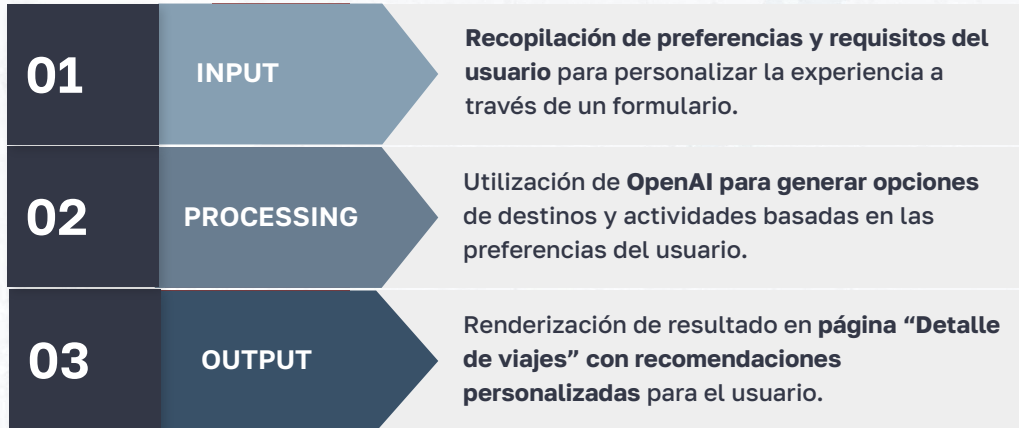 01
INPUT
Recopilación de preferencias y requisitos del
usuario para personalizar la experiencia a
través de un formulario.
02
PROCESSING
Utilización de OpenAI para generar opciones
de destinos y actividades basadas en las
preferencias del usuario.
03
OUTPUT
Renderización de resultado en página “Detalle
de viajes” con recomendaciones
personalizadas para el usuario.